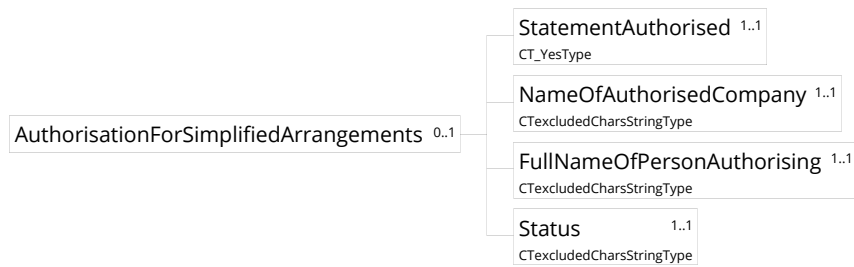 StatementAuthorised 1..1
CT_YesType
NameOfAuthorisedCompany 1..1
CTexcludedCharsStringType
AuthorisationForSimplifiedArrangements 0..1
FullNameOfPersonAuthorising 1..1
CTexcludedCharsStringType
Status 1..1
CTexcludedCharsStringType